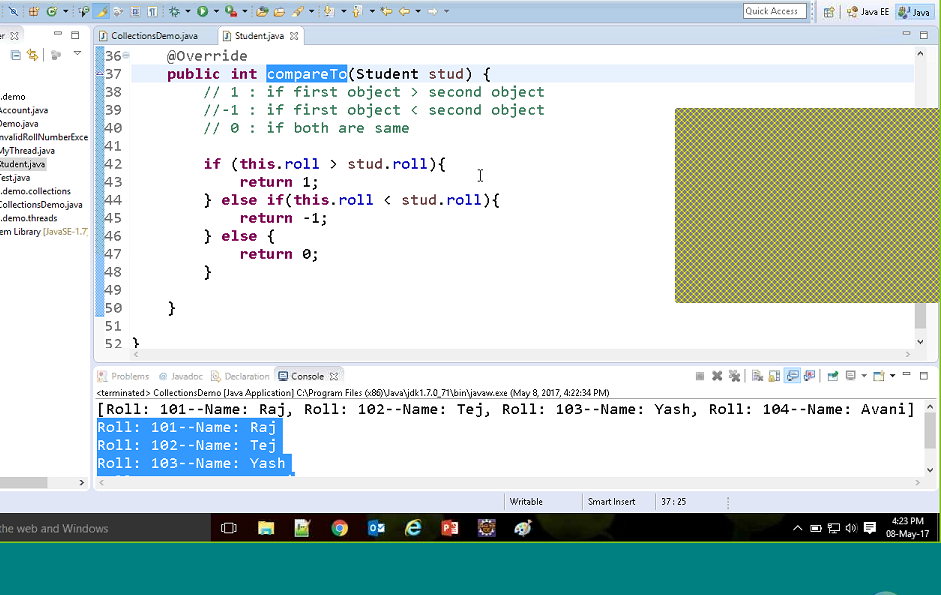 Quick Access
Java EE
Java
er
CollectionsDemo.java
Student.java
36
@Override
37
public int compareTo(Student stud) {
38
// 1 : if first object > second object
39
//-1 : if first object < second object
40
// 0 : if both are same
41
42
if (this.roll > stud.roll){
43
return 1;
44
} else if(this.roll < stud.roll){
45
return -1;
46
} else {
47
return 0;
48
}
49
50
}
51
52
}
.demo
Account.java
Demo.java
nvalidRollNumberExce
MyThread.java
Student.java
Test.java
.demo.collections
CollectionsDemo.java
.demo.threads
em Library [JavaSE-1.7]
Problems
Javadoc
Declaration
Console
<terminated> CollectionsDemo [Java Application] C:\Program Files (x86)\Java\jdk1.7.0_71\bin\javaw.exe (May 8, 2017, 4:22:34 PM)
[Roll: 101--Name: Raj, Roll: 102--Name: Tej, Roll: 103--Name: Yash, Roll: 104--Name: Avani]
Roll: 101--Name: Raj
Roll: 102--Name: Tej
Roll: 103--Name: Yash
Writable
Smart Insert
37 : 25
the web and Windows
4:23 PM
08-May-17